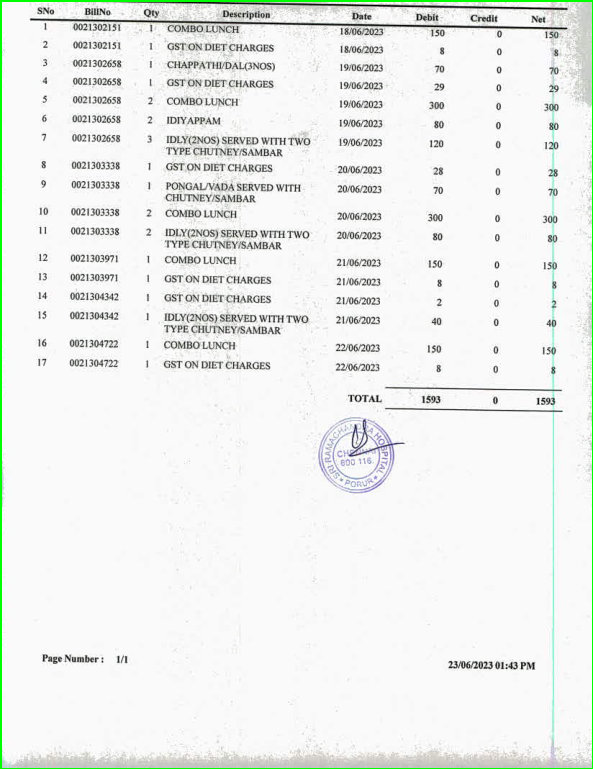 SNo BillNo Qty Description Date Debit Credit Net
1 0021302151 1 COMBO LUNCH 18/06/2023 150 0 150
2 0021302151 1 GST ON DIET CHARGES 18/06/2023 8 0 8
3 0021302658 1 CHAPPATHI/DAL(3NOS) 19/06/2023 70 0 70
4 0021302658 1 GST ON DIET CHARGES 19/06/2023 29 0 29
5 0021302658 2 COMBO LUNCH 19/06/2023 300 0 300
6 0021302658 2 IDIYAPPAM 19/06/2023 80 0 80
7 0021302658 3 IDLY(2NOS) SERVED WITH TWO 19/06/2023 120 0 120
TYPE CHUTNEY/SAMBAR
8 0021303338 1 GST ON DIET CHARGES 20/06/2023 28 0 28
9 0021303338 1 PONGAL/VADA SERVED WITH 20/06/2023 70 0 70
CHUTNEY/SAMBAR
10 0021303338 2 COMBO LUNCH 20/06/2023 300 0 300
11 0021303338 2 IDLY(2NOS) SERVED WITH TWO 20/06/2023 80 0 80
TYPE CHUTNEY/SAMBAR
12 0021303971 1 COMBO LUNCH 21/06/2023 150 0 150
13 0021303971 1 GST ON DIET CHARGES 21/06/2023 8 0 8
14 0021304342 1 GST ON DIET CHARGES 21/06/2023 2 0 2
15 0021304342 1 IDLY(2NOS) SERVED WITH TWO 21/06/2023 40 0 40
TYPE CHUTNEY/SAMBAR
16 0021304722 1 COMBO LUNCH 22/06/2023 150 0 150
17 0021304722 1 GST ON DIET CHARGES 22/06/2023 8 0 8
TOTAL 1593 0 1593
SRI RAMACHANDRA HOSPITAL
CHENNAI
600 116.
* PORUR *
Page Number : 1/1
23/06/2023 01:43 PM